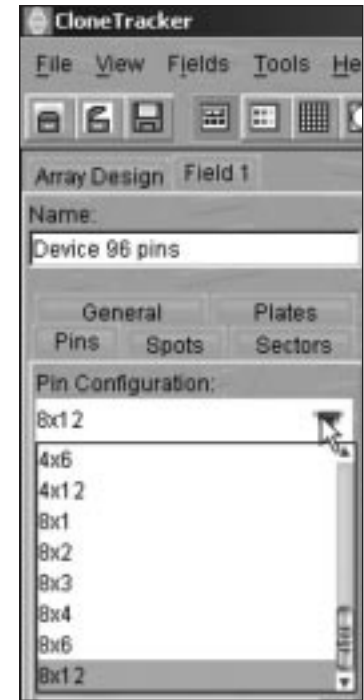 CloneTracker
File View Fields Tools He
Array Design Field 1
Name:
Device 96 pins
General Plates
Pins Spots Sectors
Pin Configuration:
8x12
4x6
4x12
8x1
8x2
8x3
8x4
8x6
8x12